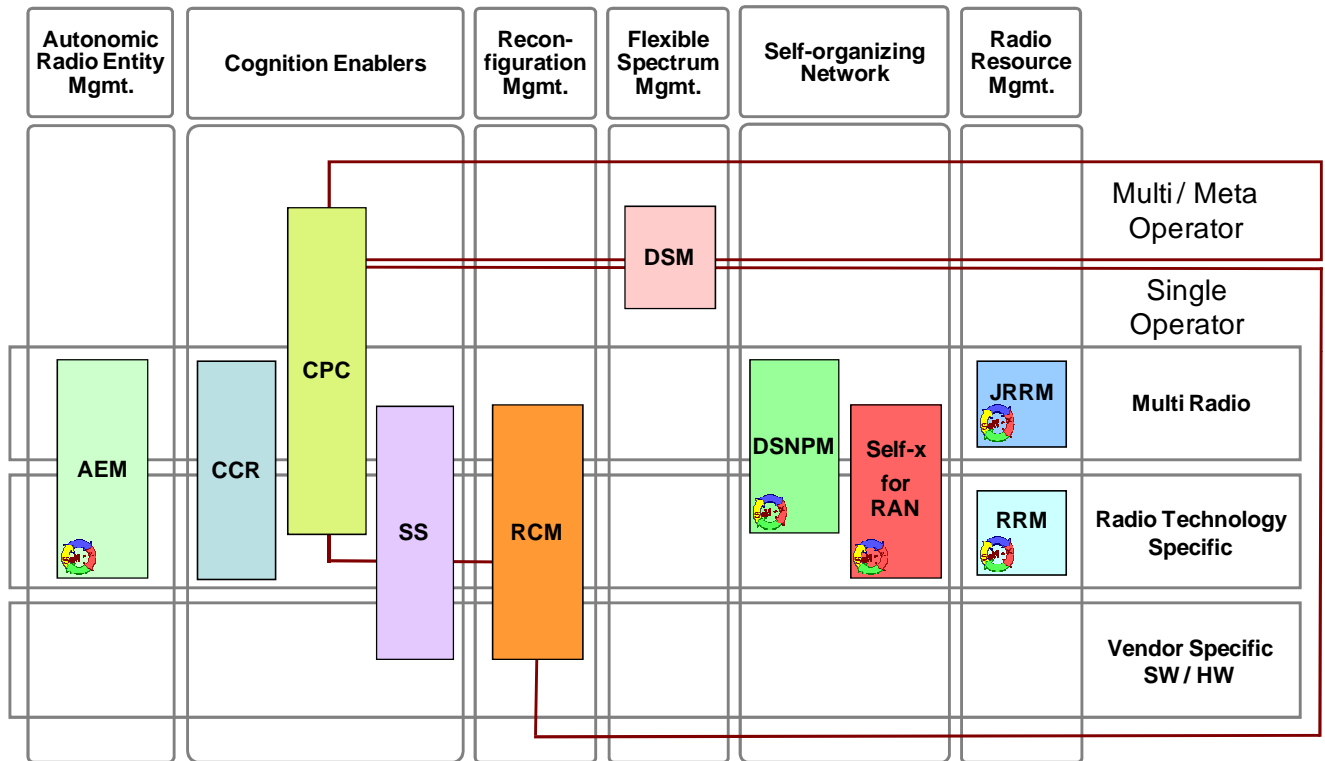 Autonomic
Radio Entity
Mgmt.
Cognition Enablers
Recon-
figuration
Mgmt.
Flexible
Spectrum
Mgmt.
Self-organizing
Network
Radio
Resource
Mgmt.
Multi / Meta
Operator
DSM
Single
Operator
CPC
JRRM
Multi Radio
AEM
CCR
DSNPM
Self-x
for
RAN
SS
RCM
RRM
Radio Technology
Specific
Vendor Specific
SW / HW